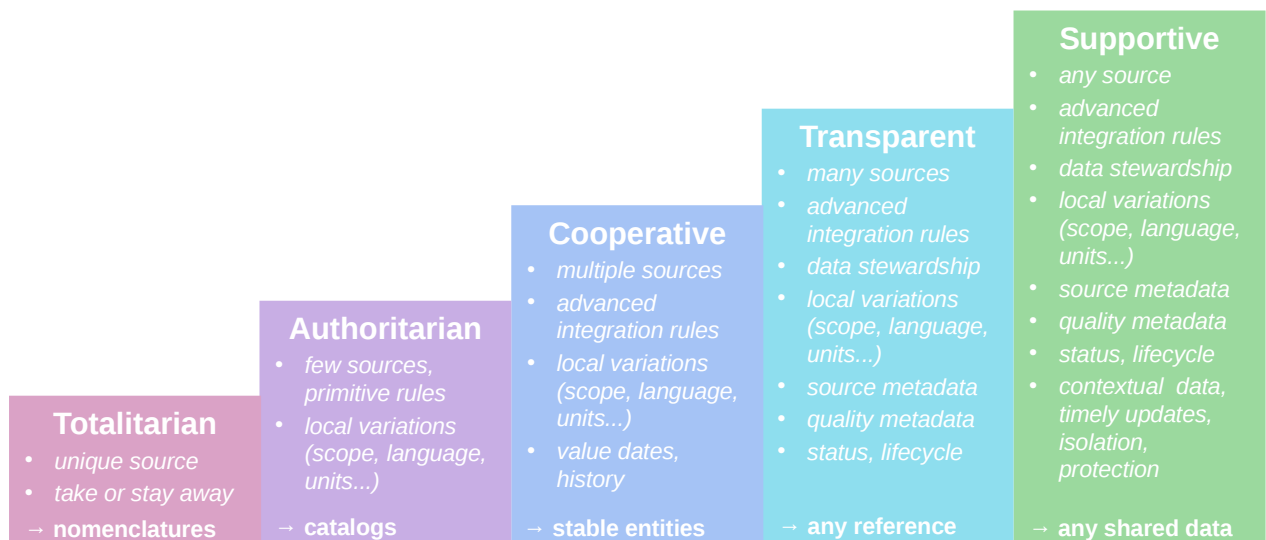 Totalitarian
• unique source
• take or stay away
→ nomenclatures
Authoritarian
• few sources,
primitive rules
• local variations
(scope, language,
units...)
→ catalogs
Cooperative
• multiple sources
• advanced
integration rules
• local variations
(scope, language,
units...)
• value dates,
history
→ stable entities
Transparent
• many sources
• advanced
integration rules
• data stewardship
• local variations
(scope, language,
units...)
• source metadata
• quality metadata
• status, lifecycle
→ any reference
Supportive
• any source
• advanced
integration rules
• data stewardship
• local variations
(scope, language,
units...)
• source metadata
• quality metadata
• status, lifecycle
• contextual data,
timely updates,
isolation,
protection
→ any shared data